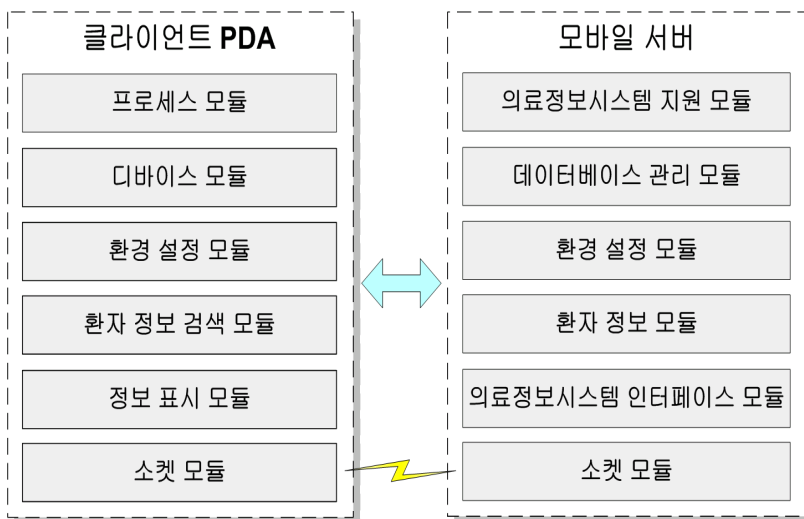 클라이언트 PDA
프로세스 모듈
디바이스 모듈
환경 설정 모듈
환자 정보 검색 모듈
정보 표시 모듈
소켓 모듈
모바일 서버
의료정보시스템 지원 모듈
데이터베이스 관리 모듈
환경 설정 모듈
환자 정보 모듈
의료정보시스템 인터페이스 모듈
소켓 모듈